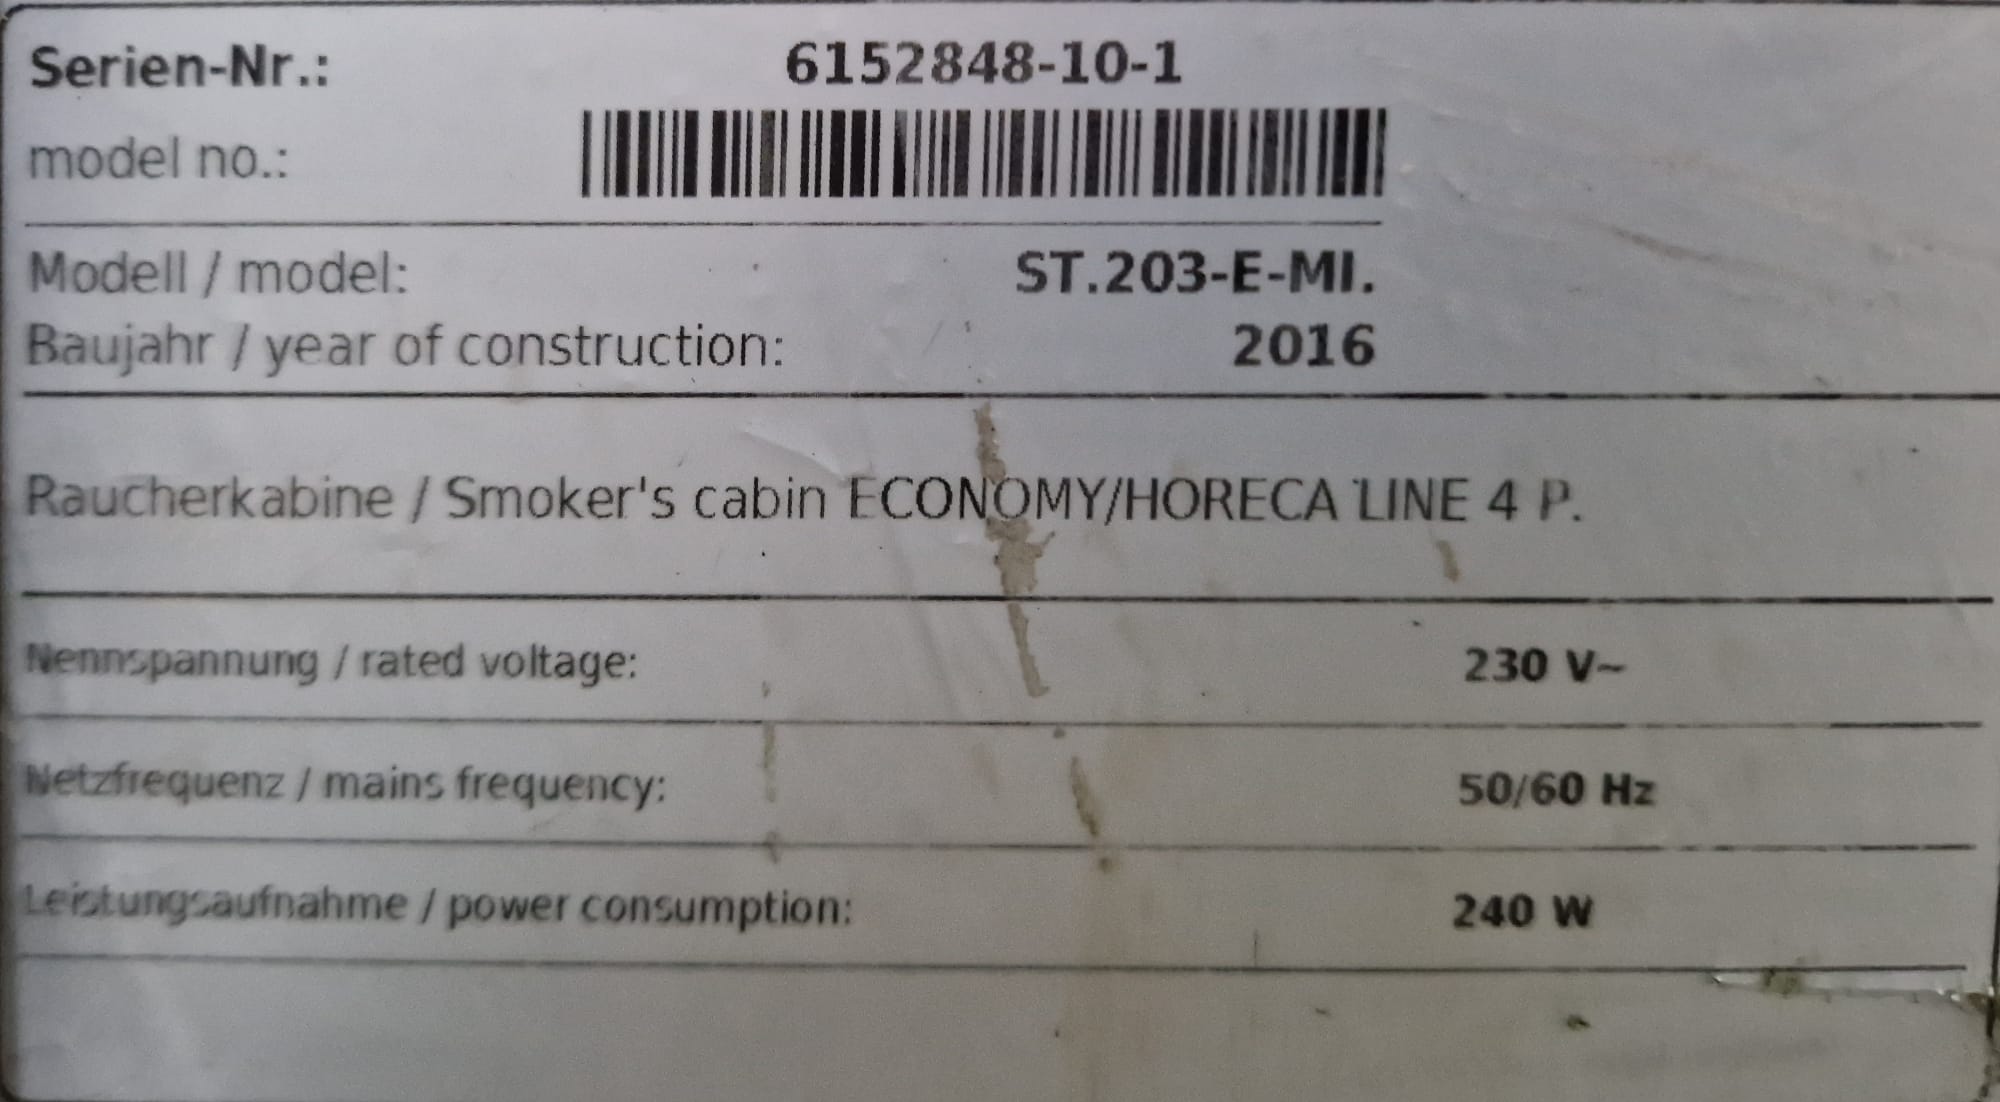 Serien-Nr.: 6152848-10-1
model no.:
Modell / model: ST.203-E-MI.
Baujahr / year of construction: 2016
Raucherkabine / Smoker's cabin ECONOMY/HORECA LINE 4 P.
Nennspannung / rated voltage: 230 V~
Netzfrequenz / mains frequency: 50/60 Hz
Leistungsaufnahme / power consumption: 240 W